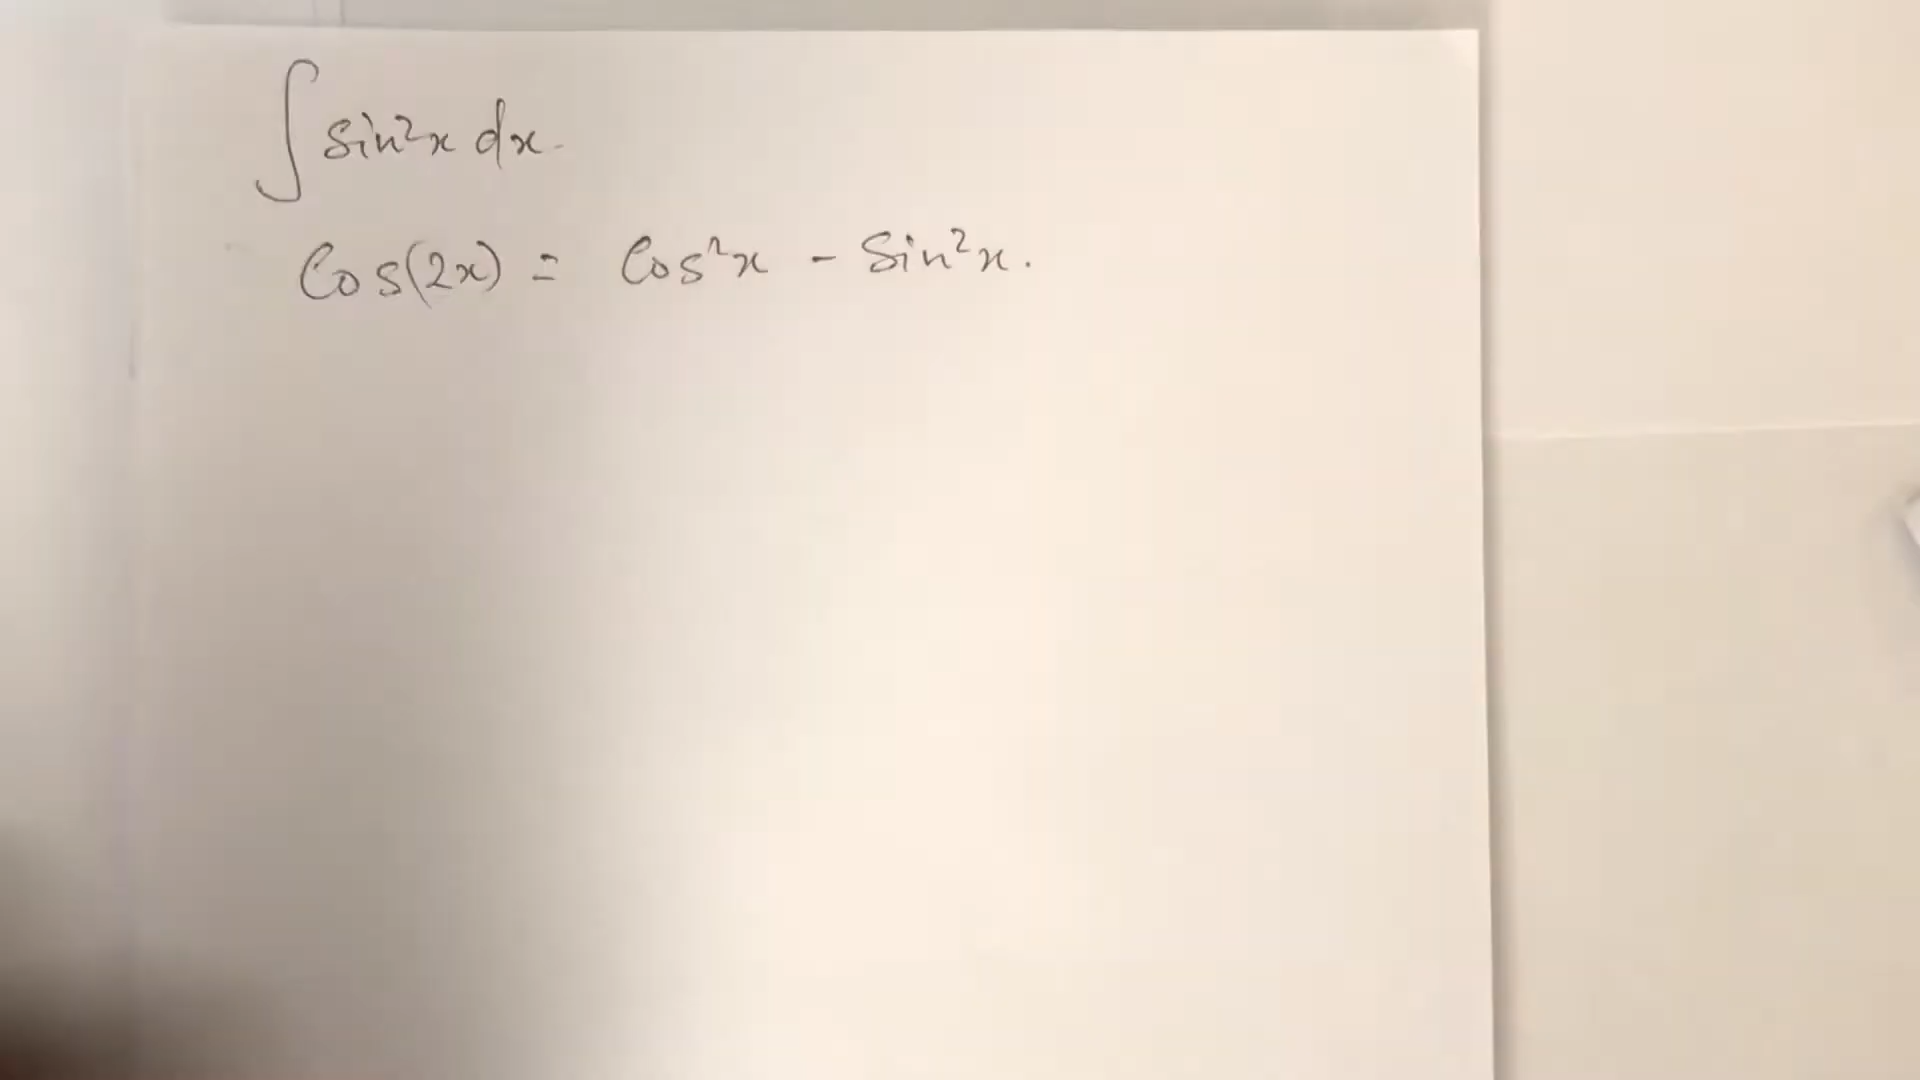 ∫ sin²x dx.
Cos(2x) = Cos²x - Sin²x.